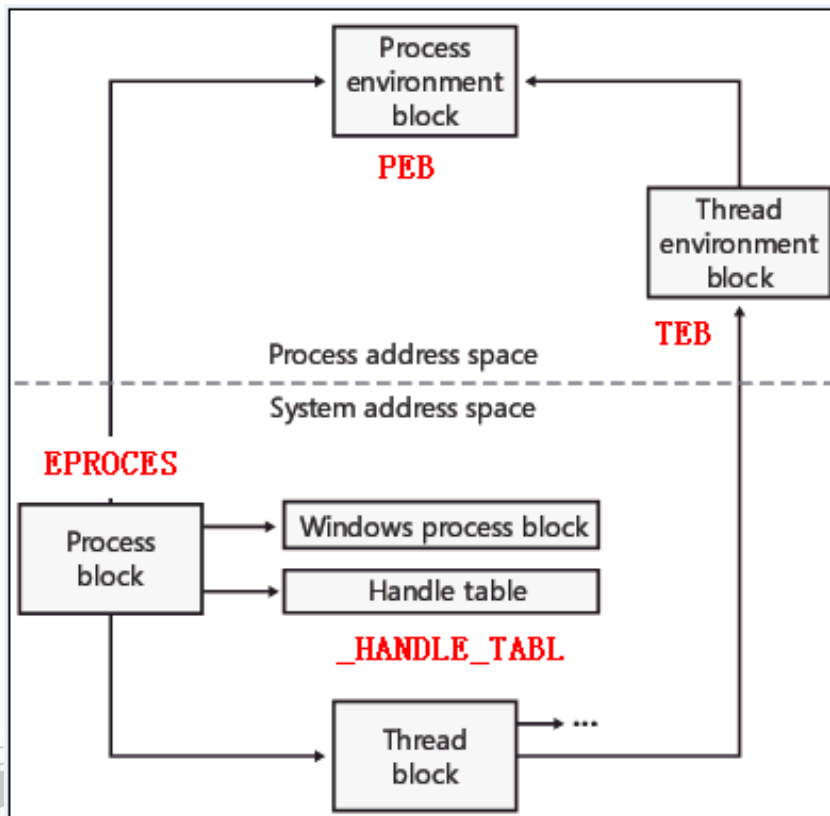 Process
environment
block
PEB
Thread
environment
block
TEB
Process address space
System address space
EPROCES
Process
block
Windows process block
Handle table
_HANDLE_TABL
Thread
block
...